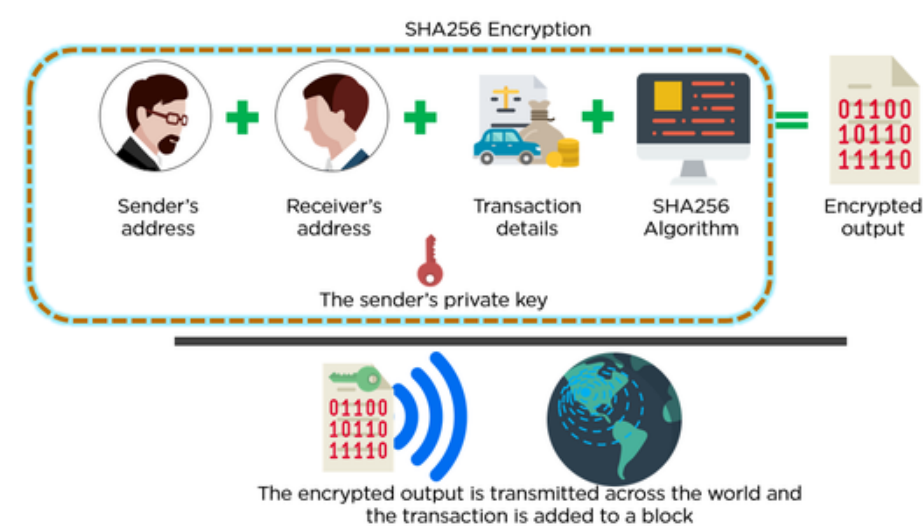 SHA256 Encryption
01100
10110
11110
Sender's
address
Receiver's
address
Transaction
details
SHA256
Algorithm
Encrypted
output
The sender's private key
01100
10110
11110
The encrypted output is transmitted across the world and
the transaction is added to a block